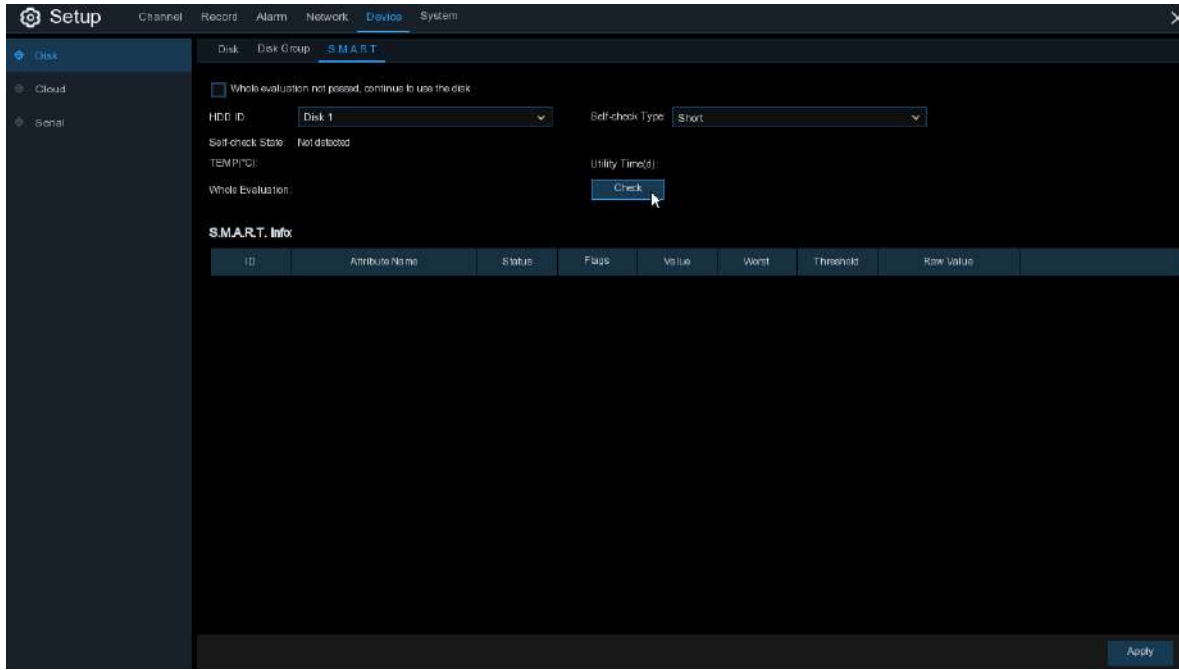 Setup Channel Record Alarm Network Device System
Disk Disk Group S.M.A.R.T
Disk
Cloud
Serial
Whole evaluation not passed, continue to use the disk
HDD ID: Disk 1 Self-check Type: Short
Self-check State: Not detected
TEMP(°C): Utility Time(d):
Whole Evaluation: Check
S.M.A.R.T. Info:
ID Attribute Name Status Flags Value Worst Threshold Raw Value
Apply